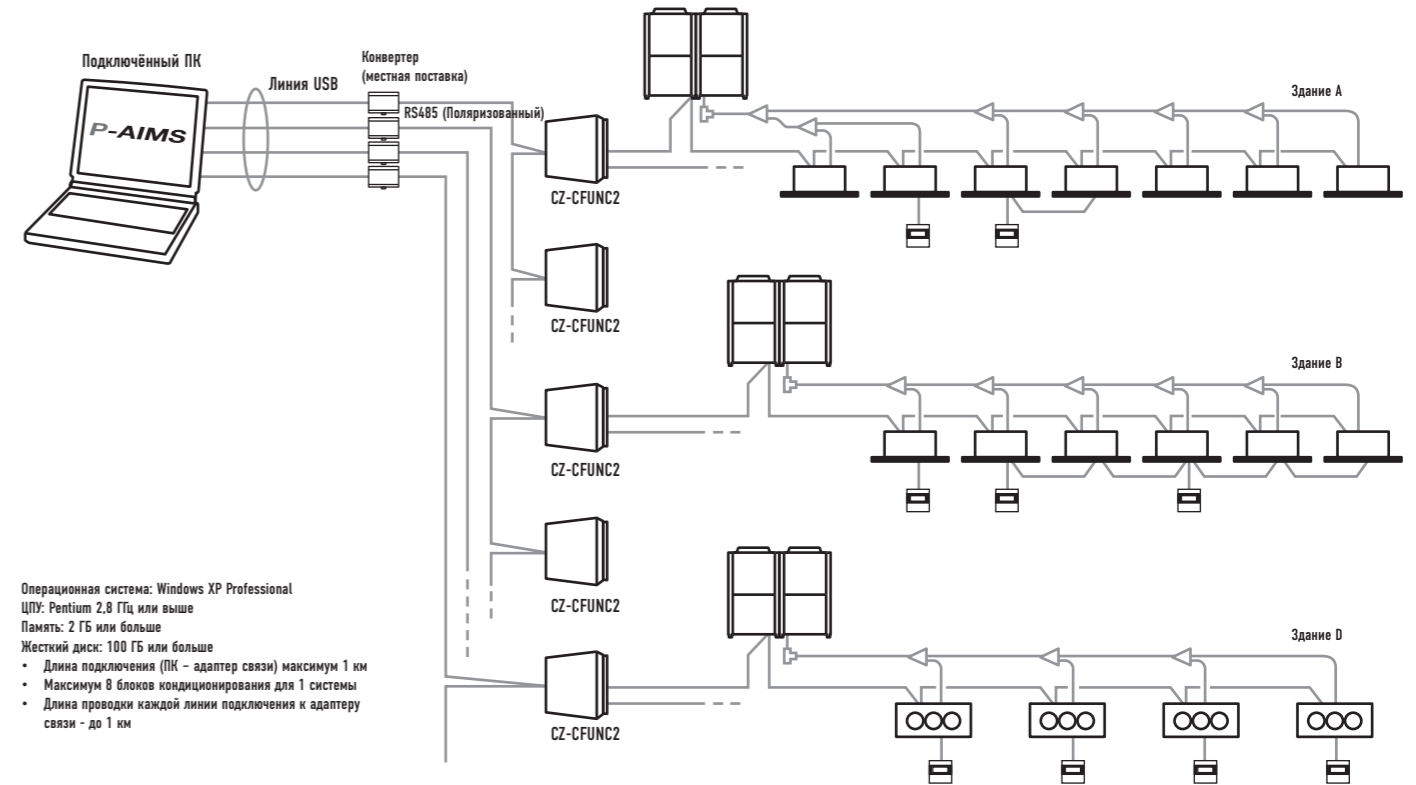 Подключённый ПК
P-AIMS
Линия USB
Конвертер
(местная поставка)
RS485 (Поляризованный)
CZ-CFUNC2
Здание A
CZ-CFUNC2
CZ-CFUNC2
Здание B
CZ-CFUNC2
CZ-CFUNC2
Здание D
Операционная система: Windows XP Professional
ЦПУ: Pentium 2,8 ГГц или выше
Память: 2 ГБ или больше
Жесткий диск: 100 ГБ или больше
• Длина подключения (ПК – адаптер связи) максимум 1 км
• Максимум 8 блоков кондиционирования для 1 системы
• Длина проводки каждой линии подключения к адаптеру
связи - до 1 км